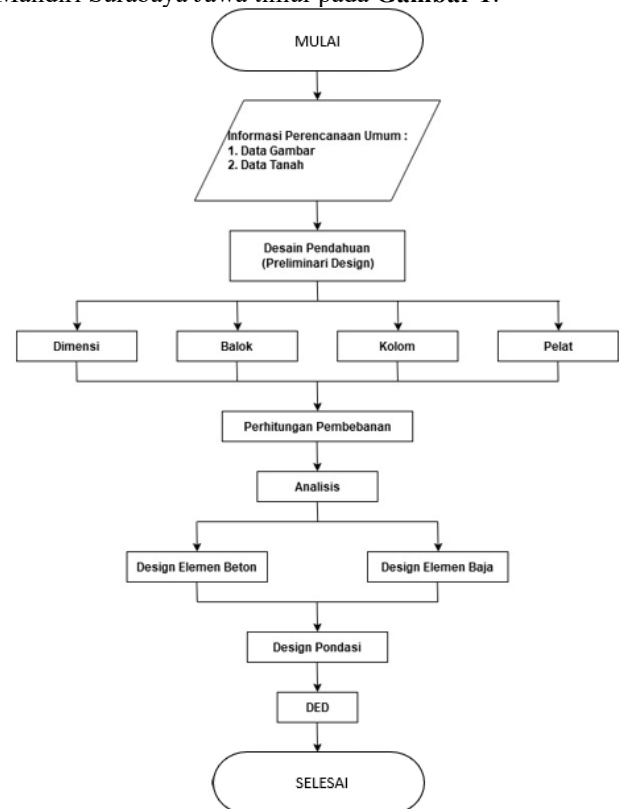 Mandiri Surabaya Jawa timur pada Gambar 1.
MULAI
Informasi Perencanaan Umum :
1. Data Gambar
2. Data Tanah
Desain Pendahuan
(Preliminari Design)
Dimensi
Balok
Kolom
Pelat
Perhitungan Pembebanan
Analisis
Design Elemen Beton
Design Elemen Baja
Design Pondasi
DED
SELESAI